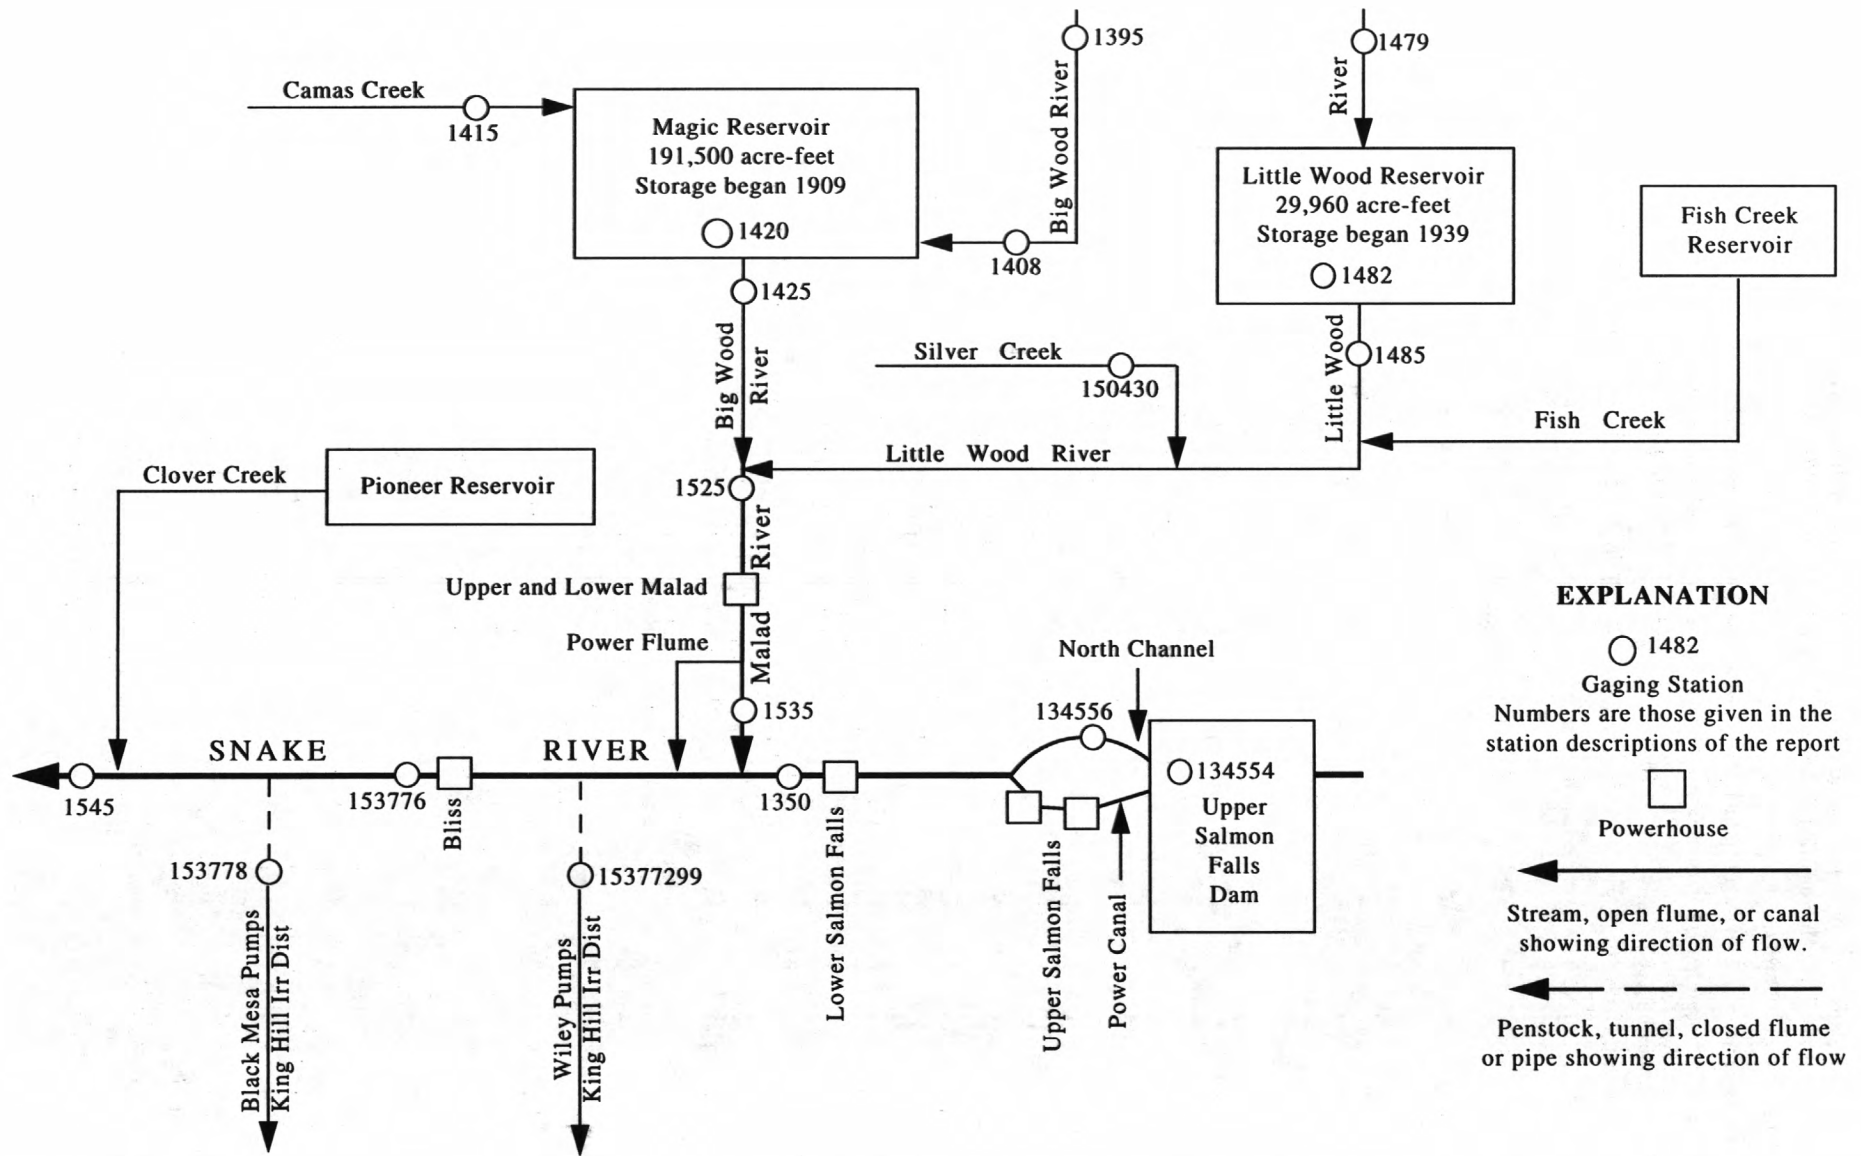 1395
1479
Camas Creek
1415
Magic Reservoir
191,500 acre-feet
Storage began 1909
1420
Big Wood River
1408
River
Little Wood Reservoir
29,960 acre-feet
Storage began 1939
1482
Fish Creek
Reservoir
1425
Big Wood
River
Silver Creek
150430
Little Wood
1485
Fish Creek
Little Wood River
Clover Creek
Pioneer Reservoir
1525
River
Upper and Lower Malad
Power Flume
Malad
1535
North Channel
134556
134554
Upper
Salmon
Falls
Dam
SNAKE
RIVER
1545
153776
Bliss
1350
Lower Salmon Falls
Upper Salmon Falls
Power Canal
153778
Black Mesa Pumps
King Hill Irr Dist
15377299
Wiley Pumps
King Hill Irr Dist
EXPLANATION
1482
Gaging Station
Numbers are those given in the
station descriptions of the report
Powerhouse
Stream, open flume, or canal
showing direction of flow.
Penstock, tunnel, closed flume
or pipe showing direction of flow